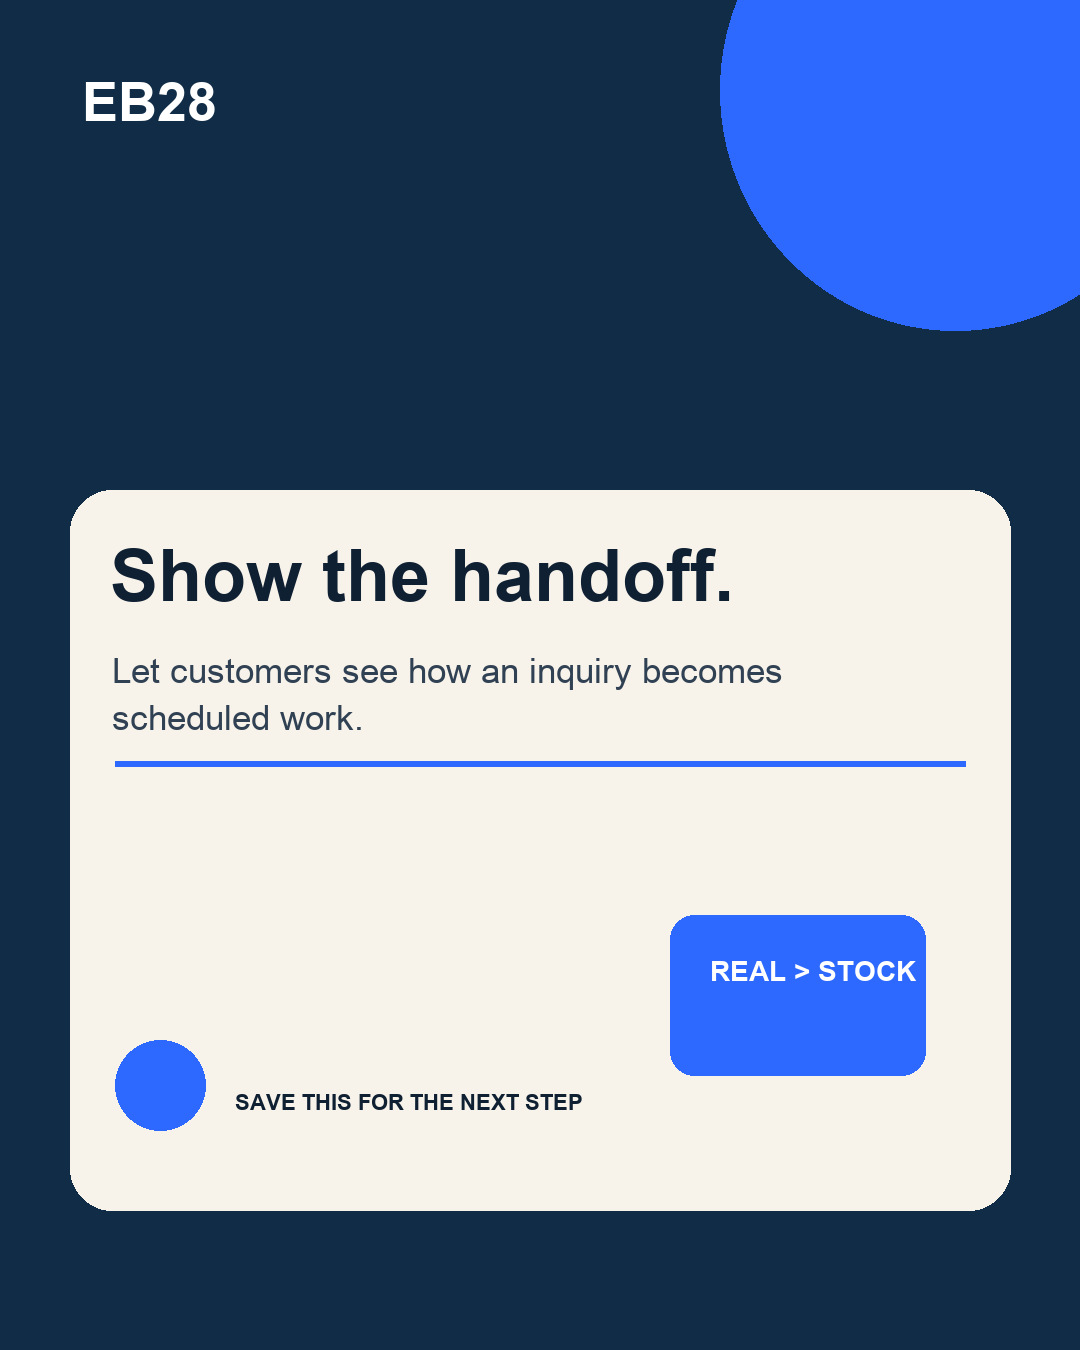 EB28
Show the handoff.
Let customers see how an inquiry becomes
scheduled work.
REAL > STOCK
SAVE THIS FOR THE NEXT STEP